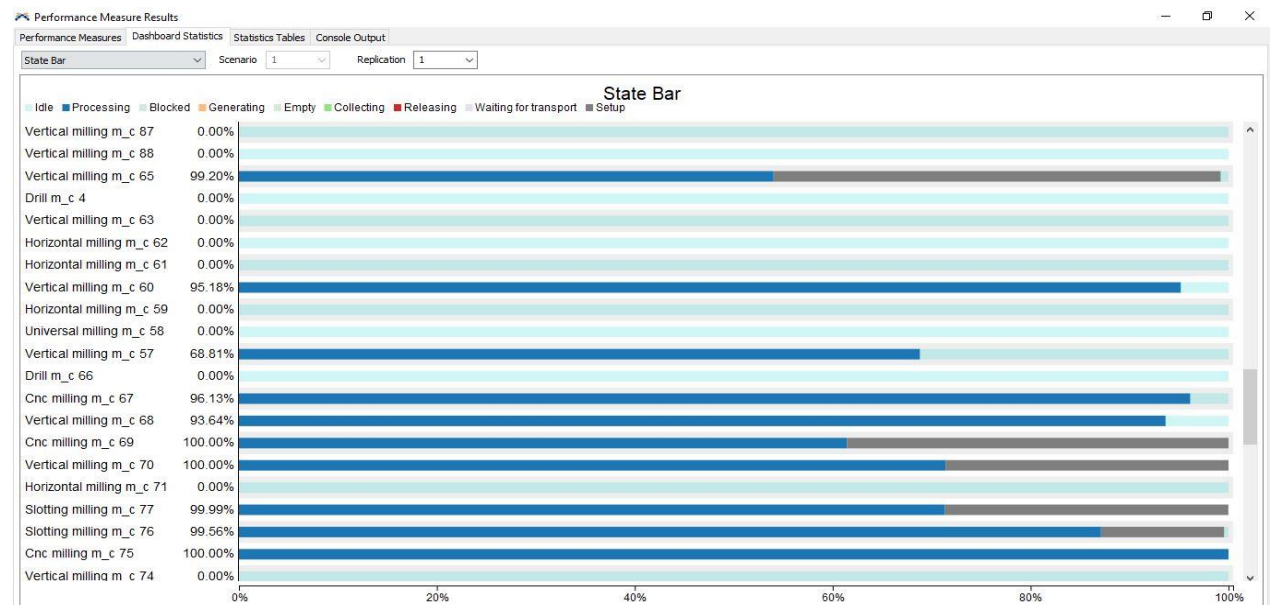 Performance Measure Results
Performance Measures Dashboard Statistics Statistics Tables Console Output
State Bar Scenario 1 Replication 1
State Bar
Idle Processing Blocked Generating Empty Collecting Releasing Waiting for transport Setup
Vertical milling m_c 87 0.00%
Vertical milling m_c 88 0.00%
Vertical milling m_c 65 99.20%
Drill m_c 4 0.00%
Vertical milling m_c 63 0.00%
Horizontal milling m_c 62 0.00%
Horizontal milling m_c 61 0.00%
Vertical milling m_c 60 95.18%
Horizontal milling m_c 59 0.00%
Universal milling m_c 58 0.00%
Vertical milling m_c 57 68.81%
Drill m_c 66 0.00%
Cnc milling m_c 67 96.13%
Vertical milling m_c 68 93.64%
Cnc milling m_c 69 100.00%
Vertical milling m_c 70 100.00%
Horizontal milling m_c 71 0.00%
Slotting milling m_c 77 99.99%
Slotting milling m_c 76 99.56%
Cnc milling m_c 75 100.00%
Vertical milling m_c 74 0.00%
0% 20% 40% 60% 80% 100%